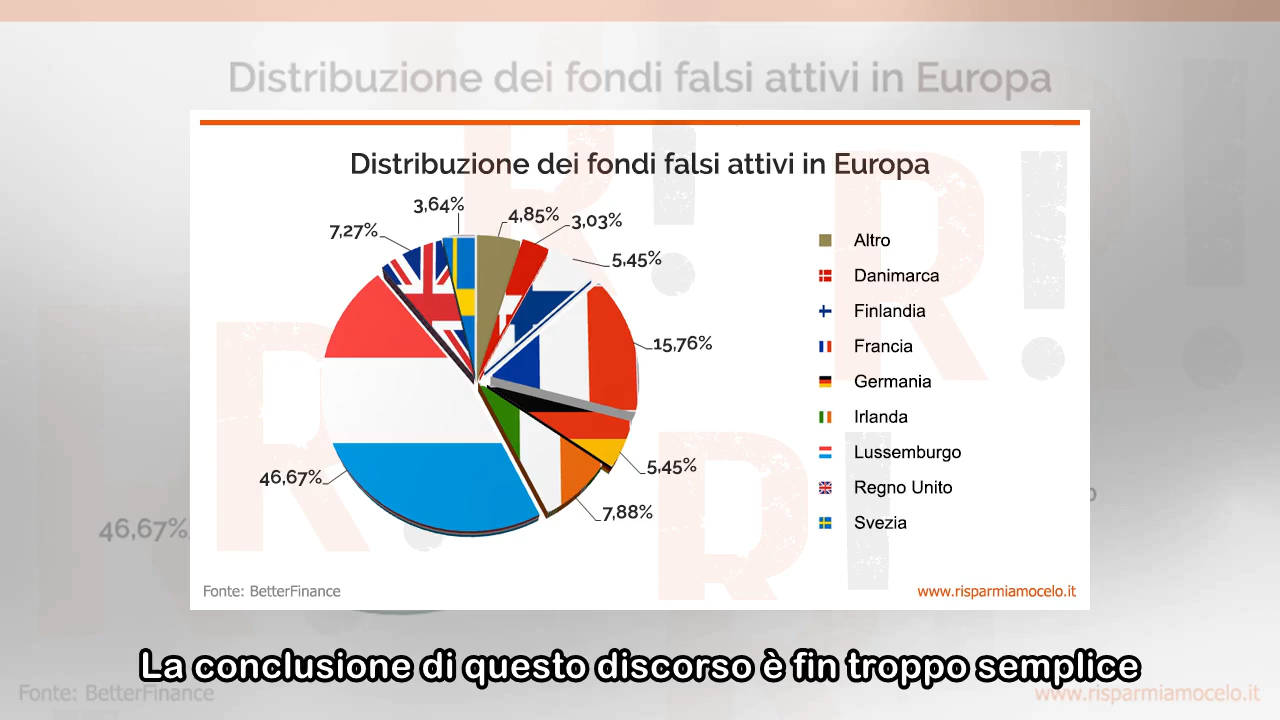 Distribuzione dei fondi falsi attivi in Europa
Distribuzione dei fondi falsi attivi in Europa
3,64%
4,85%
3,03%
7,27%
5,45%
15,76%
46,67%
5,45%
7,88%
Altro
Danimarca
Finlandia
Francia
Germania
Irlanda
Lussemburgo
Regno Unito
Svezia
46,67%
Fonte: BetterFinance
www.risparmiamocelo.it
La conclusione di questo discorso è fin troppo semplice
Fonte: BetterFinance
www.risparmiamocelo.it